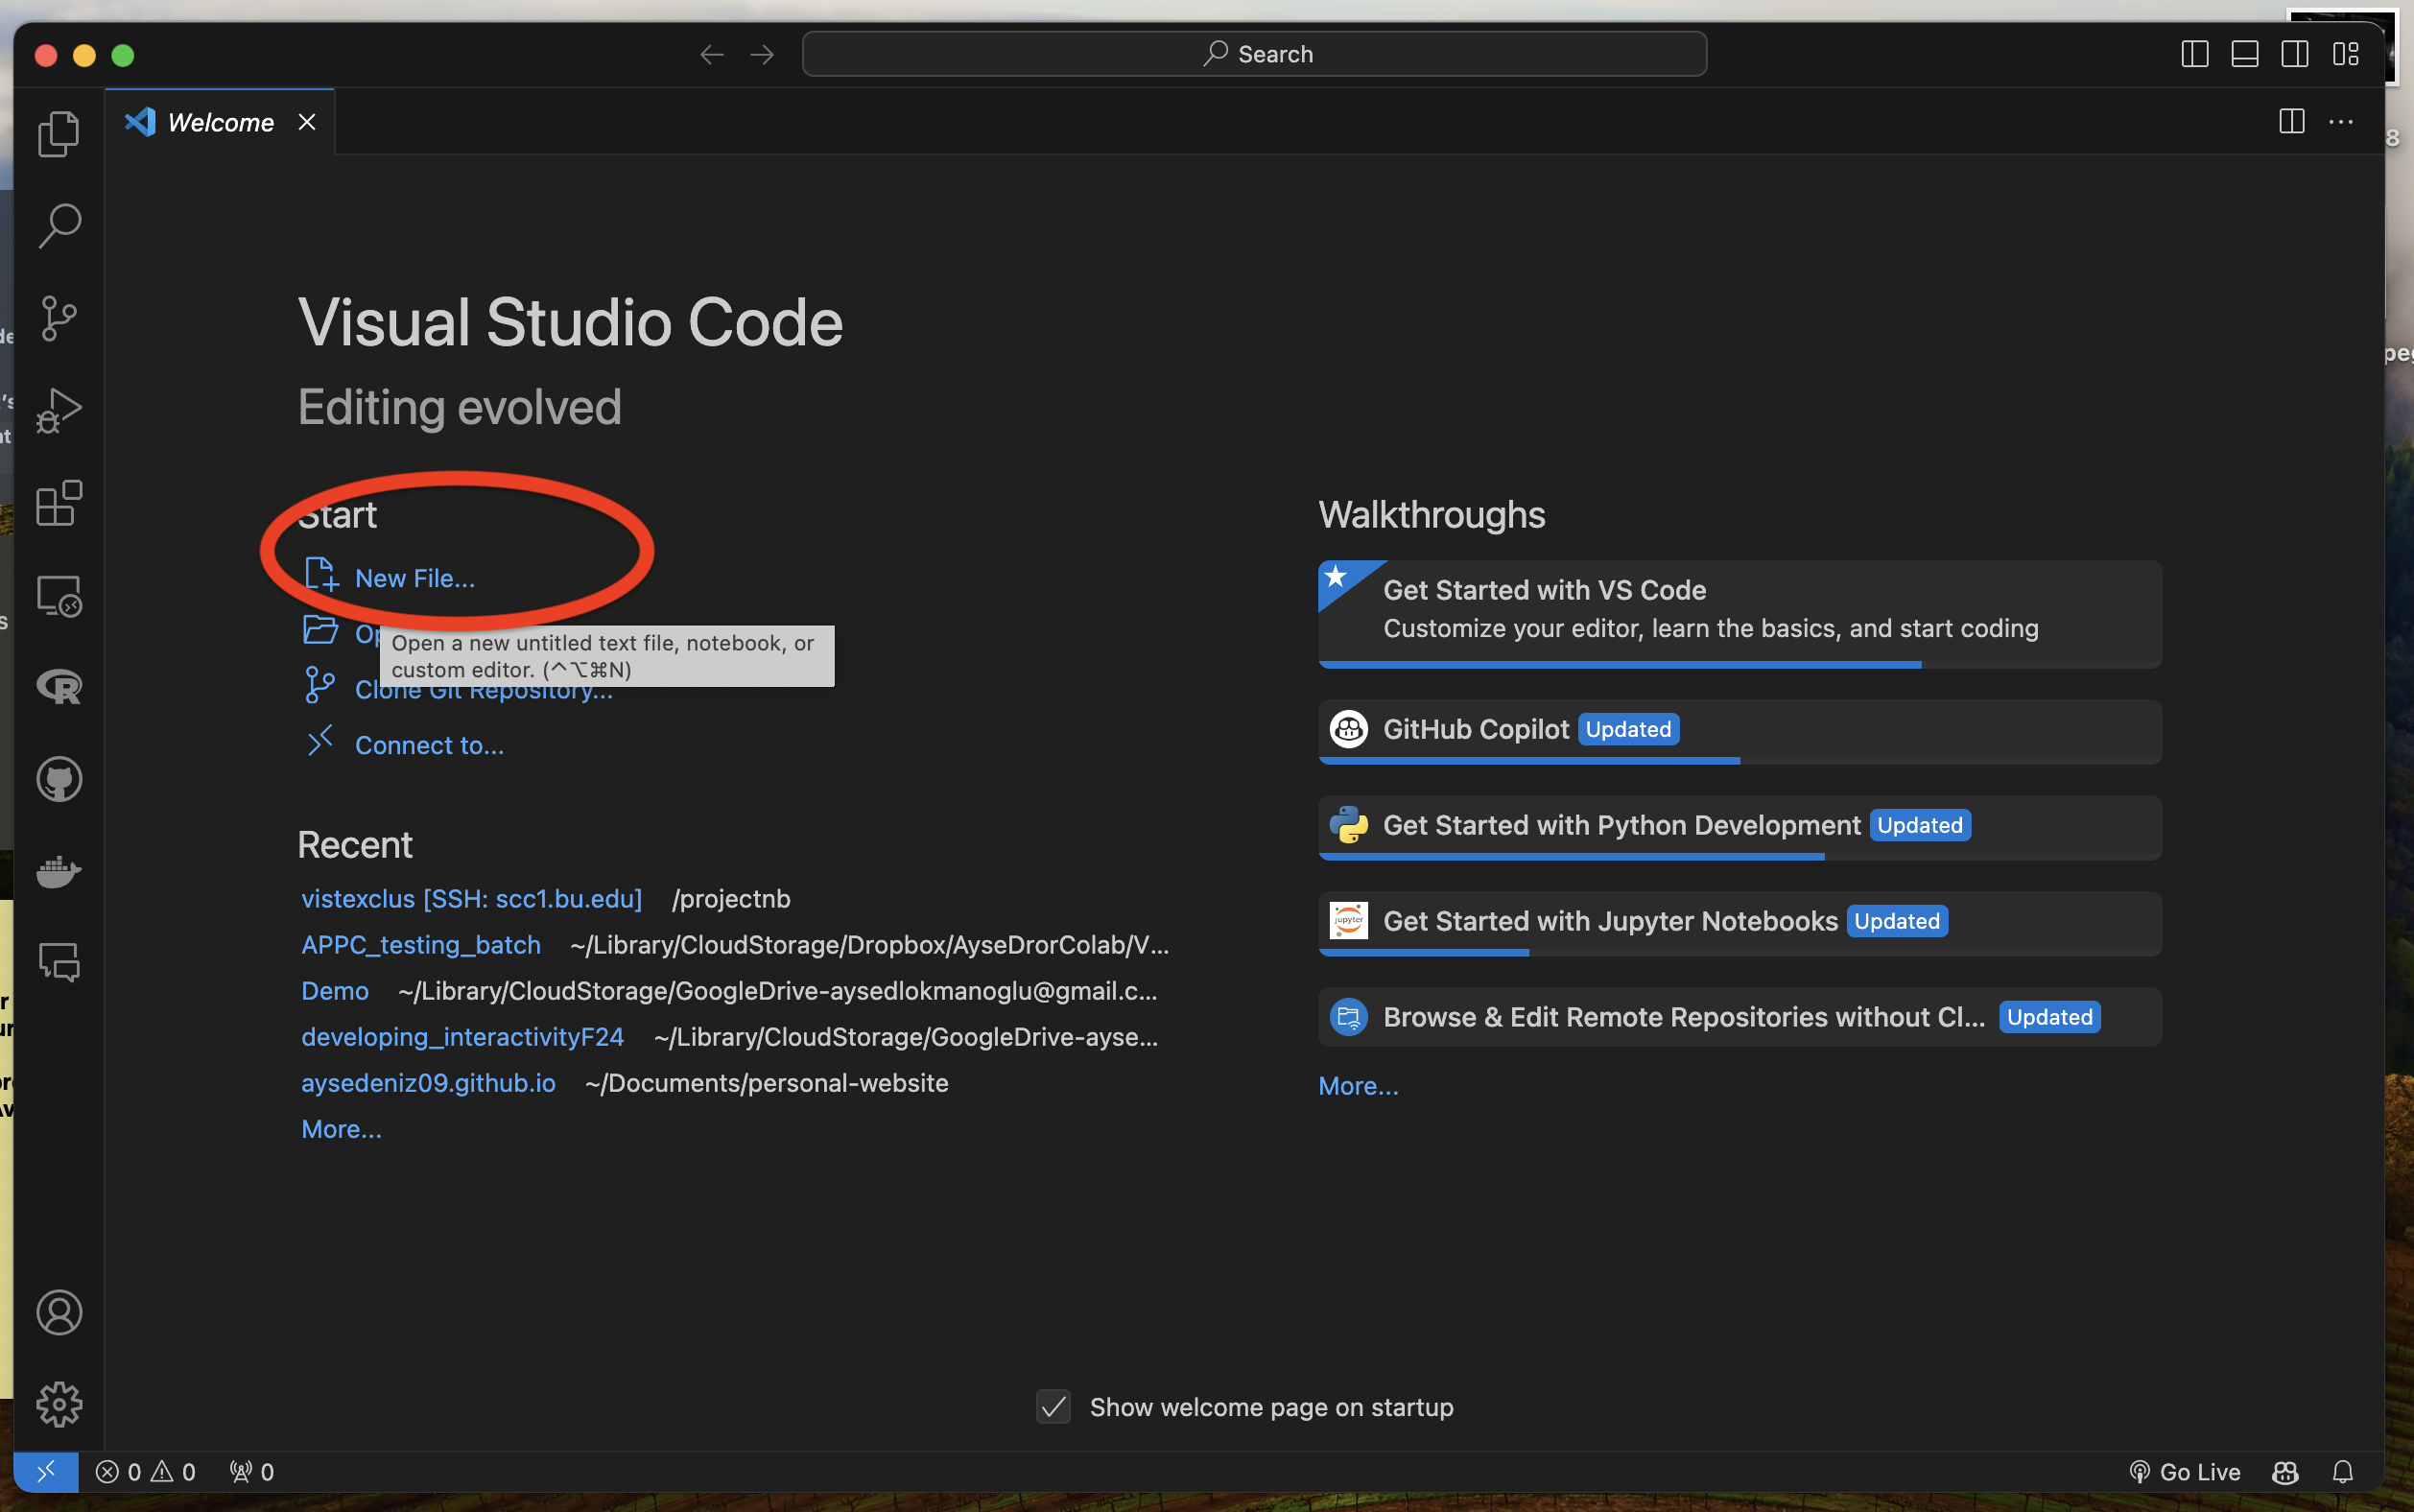 Search
Welcome
Visual Studio Code
Editing evolved
Start
New File...
Open a new untitled text file, notebook, or
custom editor. (^⌥⌘N)
Clone Git Repository...
Connect to...
Recent
vistexclus [SSH: scc1.bu.edu] /projectnb
APPC_testing_batch ~/Library/CloudStorage/Dropbox/AyseDrorColab/V...
Demo ~/Library/CloudStorage/GoogleDrive-aysedlokmanoglu@gmail.c...
developing_interactivityF24 ~/Library/CloudStorage/GoogleDrive-ayse...
aysedeniz09.github.io ~/Documents/personal-website
More...
Walkthroughs
Get Started with VS Code
Customize your editor, learn the basics, and start coding
GitHub Copilot Updated
Get Started with Python Development Updated
jupyter
Get Started with Jupyter Notebooks Updated
Browse & Edit Remote Repositories without Cl... Updated
More...
Show welcome page on startup
0 0 0
Go Live